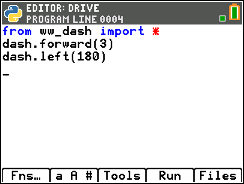 EDITOR: DRIVE
PROGRAM LINE 0004
from ww_dash import *
dash.forward(3)
dash.left(180)
_
Fns… a A # Tools Run Files